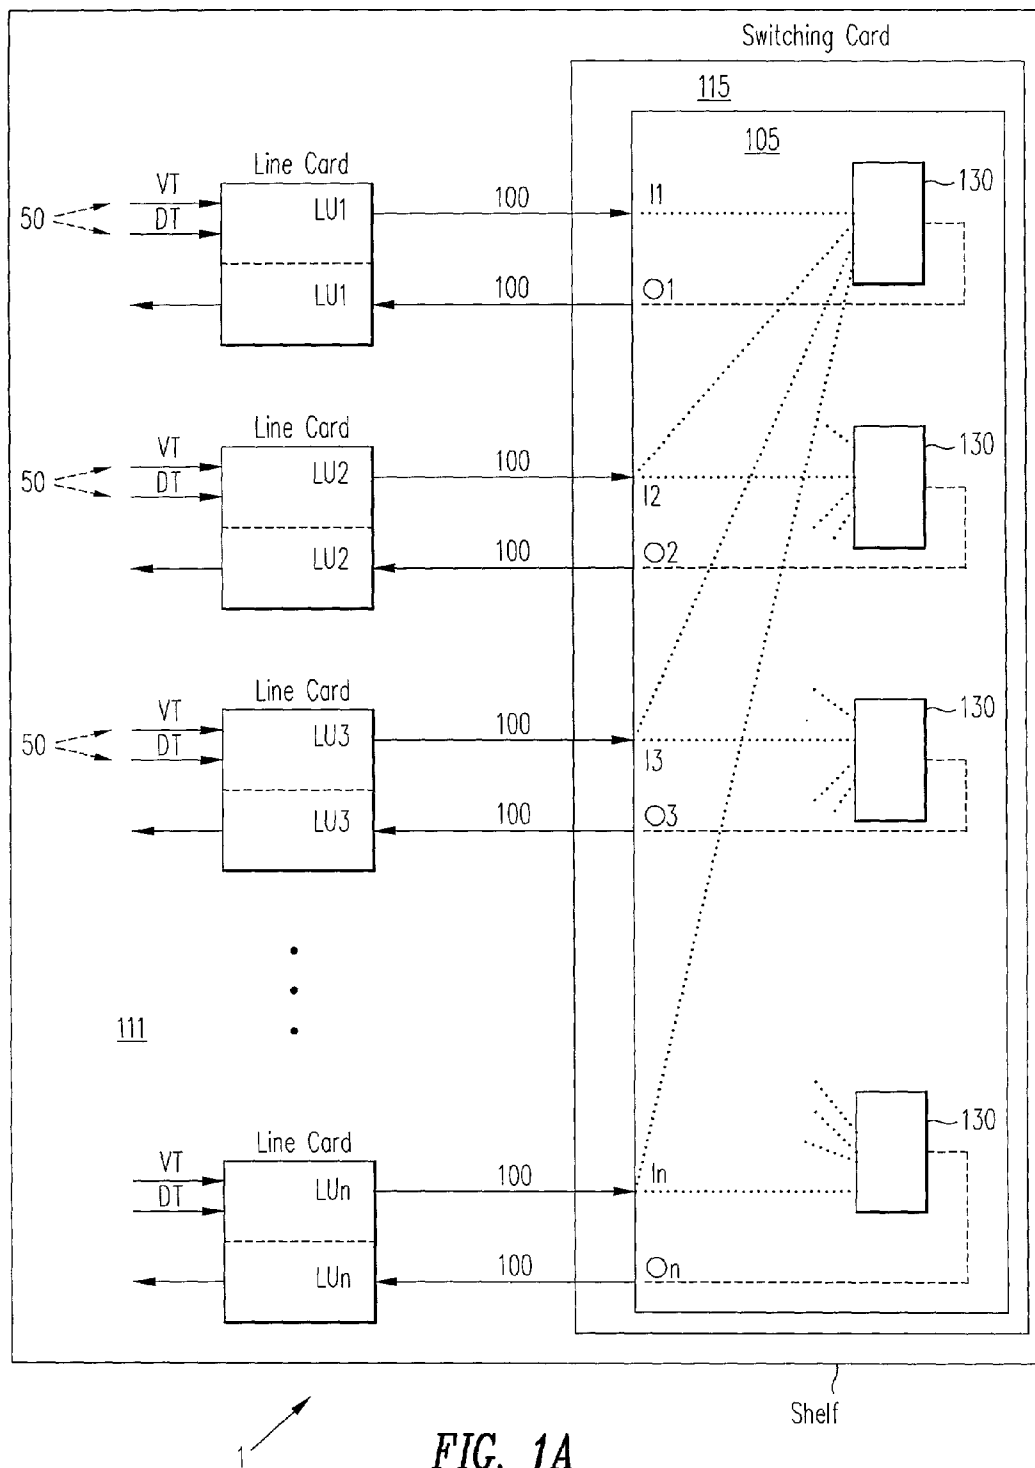 Switching Card
115
105
Line Card
VT
DT
50
LU1
100
I1
130
LU1
100
O1
Line Card
VT
DT
50
LU2
100
I2
130
LU2
100
O2
Line Card
VT
DT
50
LU3
100
I3
130
LU3
100
O3
111
Line Card
VT
DT
LUn
100
In
130
LUn
100
On
Shelf
1
FIG. 1A